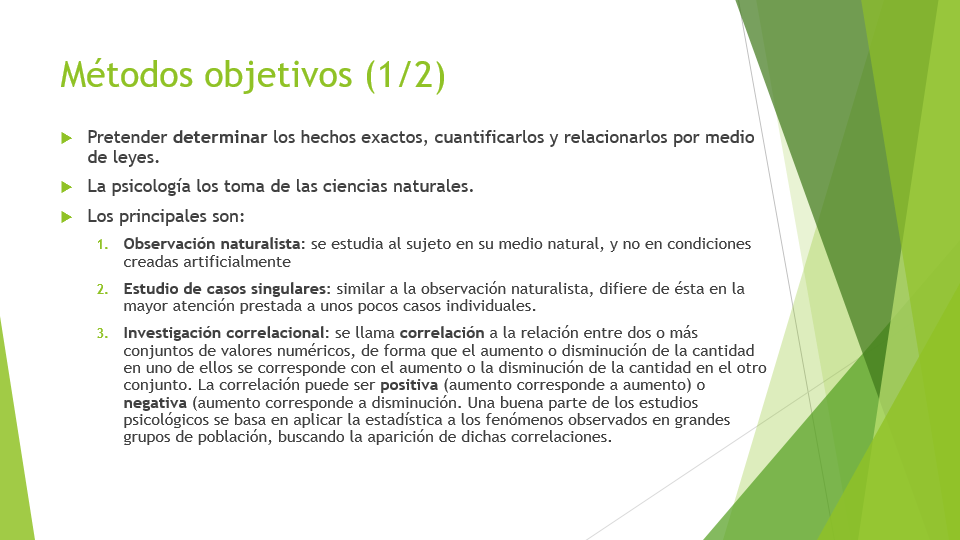 Métodos objetivos (1/2)
Pretender determinar los hechos exactos, cuantificarlos y relacionarlos por medio
de leyes.
La psicología los toma de las ciencias naturales.
Los principales son:
1. Observación naturalista: se estudia al sujeto en su medio natural, y no en condiciones
creadas artificialmente
2. Estudio de casos singulares: similar a la observación naturalista, difiere de ésta en la
mayor atención prestada a unos pocos casos individuales.
3. Investigación correlacional: se llama correlación a la relación entre dos o más
conjuntos de valores numéricos, de forma que el aumento o disminución de la cantidad
en uno de ellos se corresponde con el aumento o la disminución de la cantidad en el otro
conjunto. La correlación puede ser positiva (aumento corresponde a aumento) o
negativa (aumento corresponde a disminución. Una buena parte de los estudios
psicológicos se basa en aplicar la estadística a los fenómenos observados en grandes
grupos de población, buscando la aparición de dichas correlaciones.